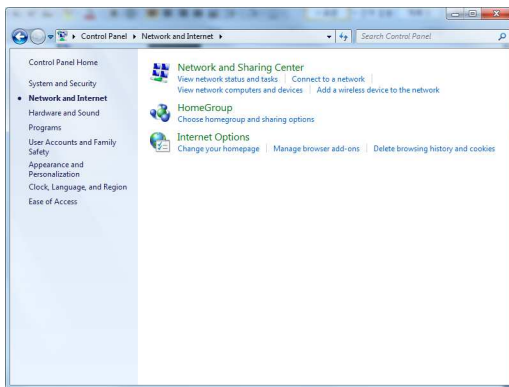 Control Panel Network and Internet
Search Control Panel
Control Panel Home
System and Security
Network and Internet
Hardware and Sound
Programs
User Accounts and Family
Safety
Appearance and
Personalization
Clock, Language, and Region
Ease of Access
Network and Sharing Center
View network status and tasks Connect to a network
View network computers and devices Add a wireless device to the network
HomeGroup
Choose homegroup and sharing options
Internet Options
Change your homepage Manage browser add-ons Delete browsing history and cookies